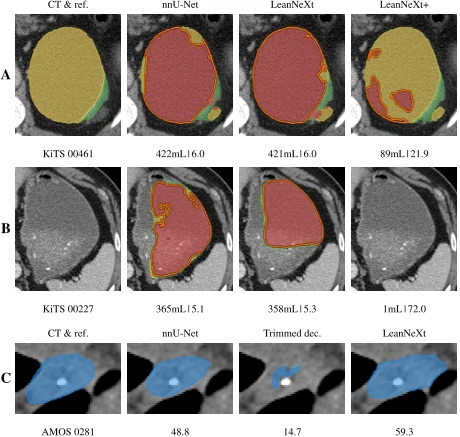 CT & ref. nnU-Net LeanNeXt LeanNeXt+
A
KiTS 00461 422mL|6.0 421mL|6.0 89mL|21.9
B
KiTS 00227 365mL|5.1 358mL|5.3 1mL|72.0
CT & ref. nnU-Net Trimmed dec. LeanNeXt
C
AMOS 0281 48.8 14.7 59.3